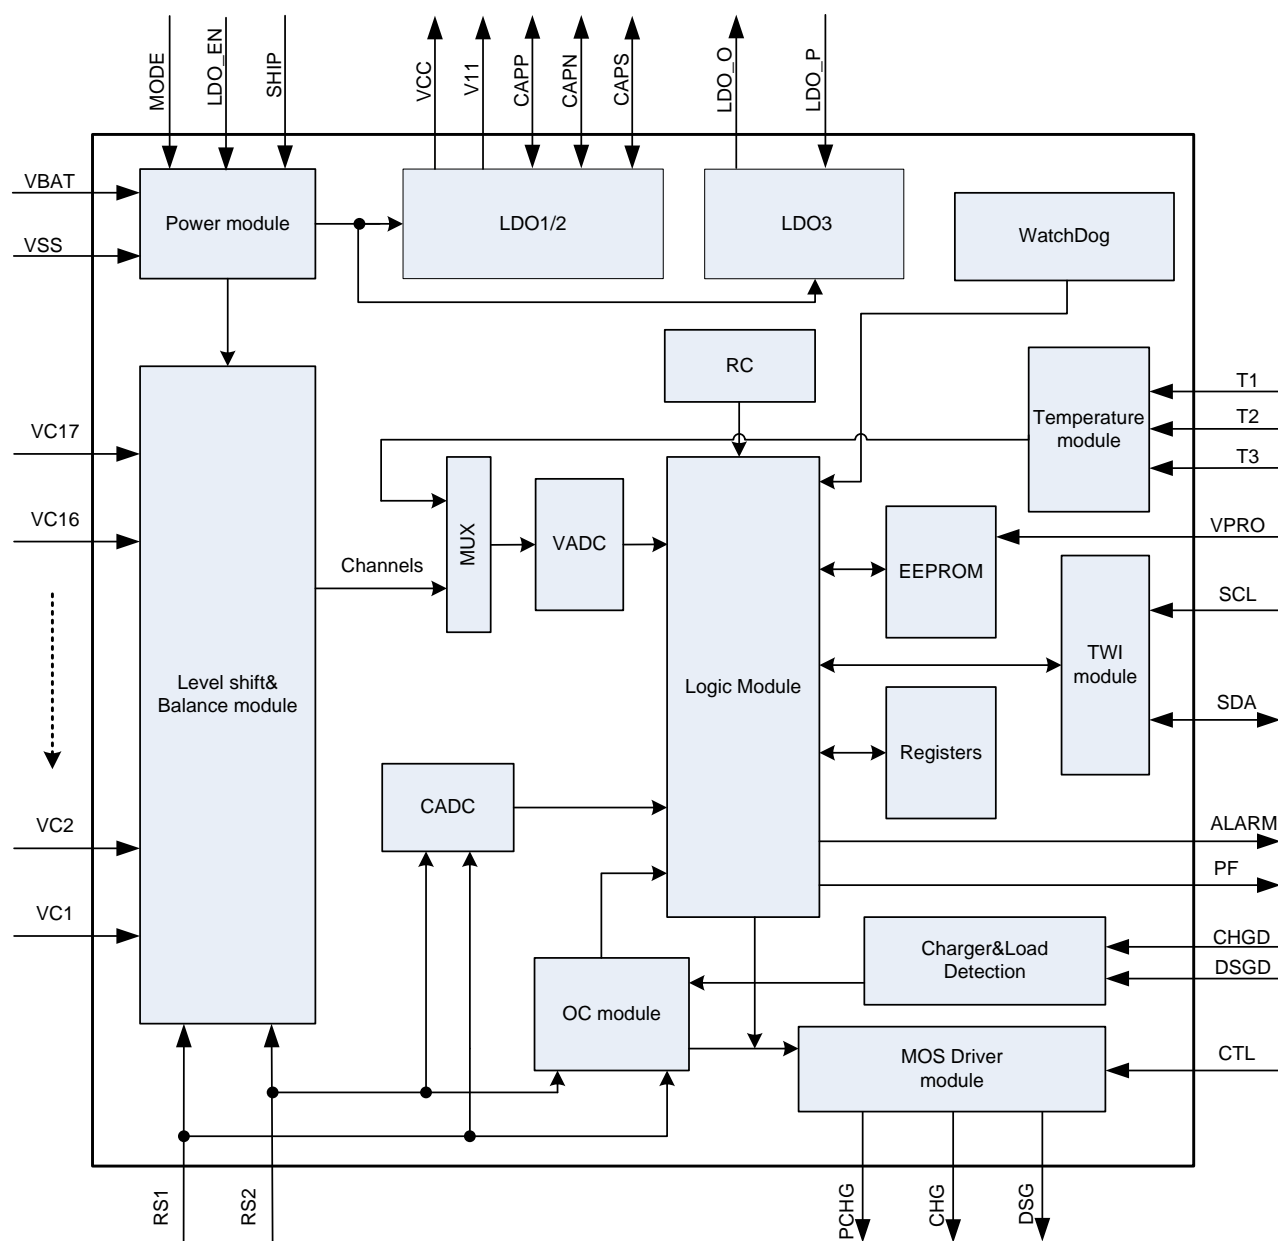 MODE
LDO_EN
SHIP
VCC
V11
CAPP
CAPN
CAPS
LDO_O
LDO_P
VBAT
VSS
Power module
LDO1/2
LDO3
WatchDog
RC
Temperature
module
T1
T2
T3
VC17
VC16
Channels
MUX
VADC
EEPROM
VPRO
SCL
TWI
module
SDA
Level shift&
Balance module
Logic Module
Registers
CADC
VC2
VC1
ALARM
PF
Charger&Load
Detection
CHGD
DSGD
OC module
MOS Driver
module
CTL
RS1
RS2
PCHG
CHG
DSG